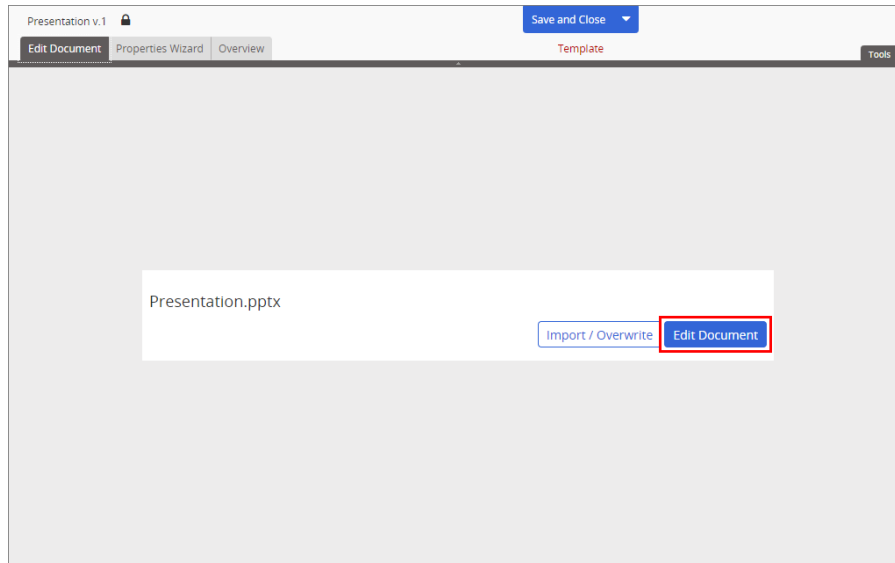 Presentation v.1
Save and Close
Edit Document
Properties Wizard
Overview
Template
Tools
Presentation.pptx
Import / Overwrite
Edit Document